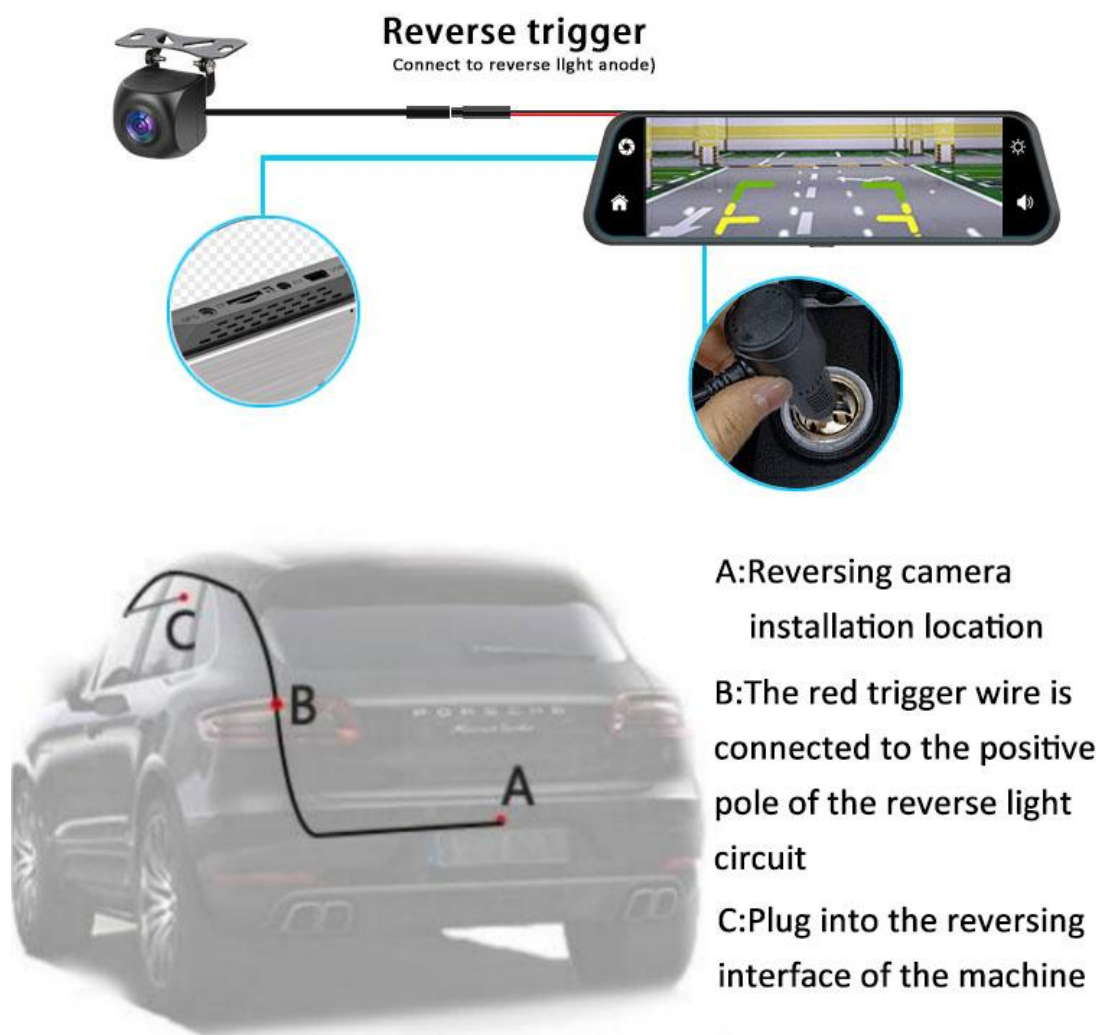 Reverse trigger
Connect to reverse light anode)
C
B
PORSCHE
A
A:Reversing camera
installation location
B:The red trigger wire is
connected to the positive
pole of the reverse light
circuit
C:Plug into the reversing
interface of the machine